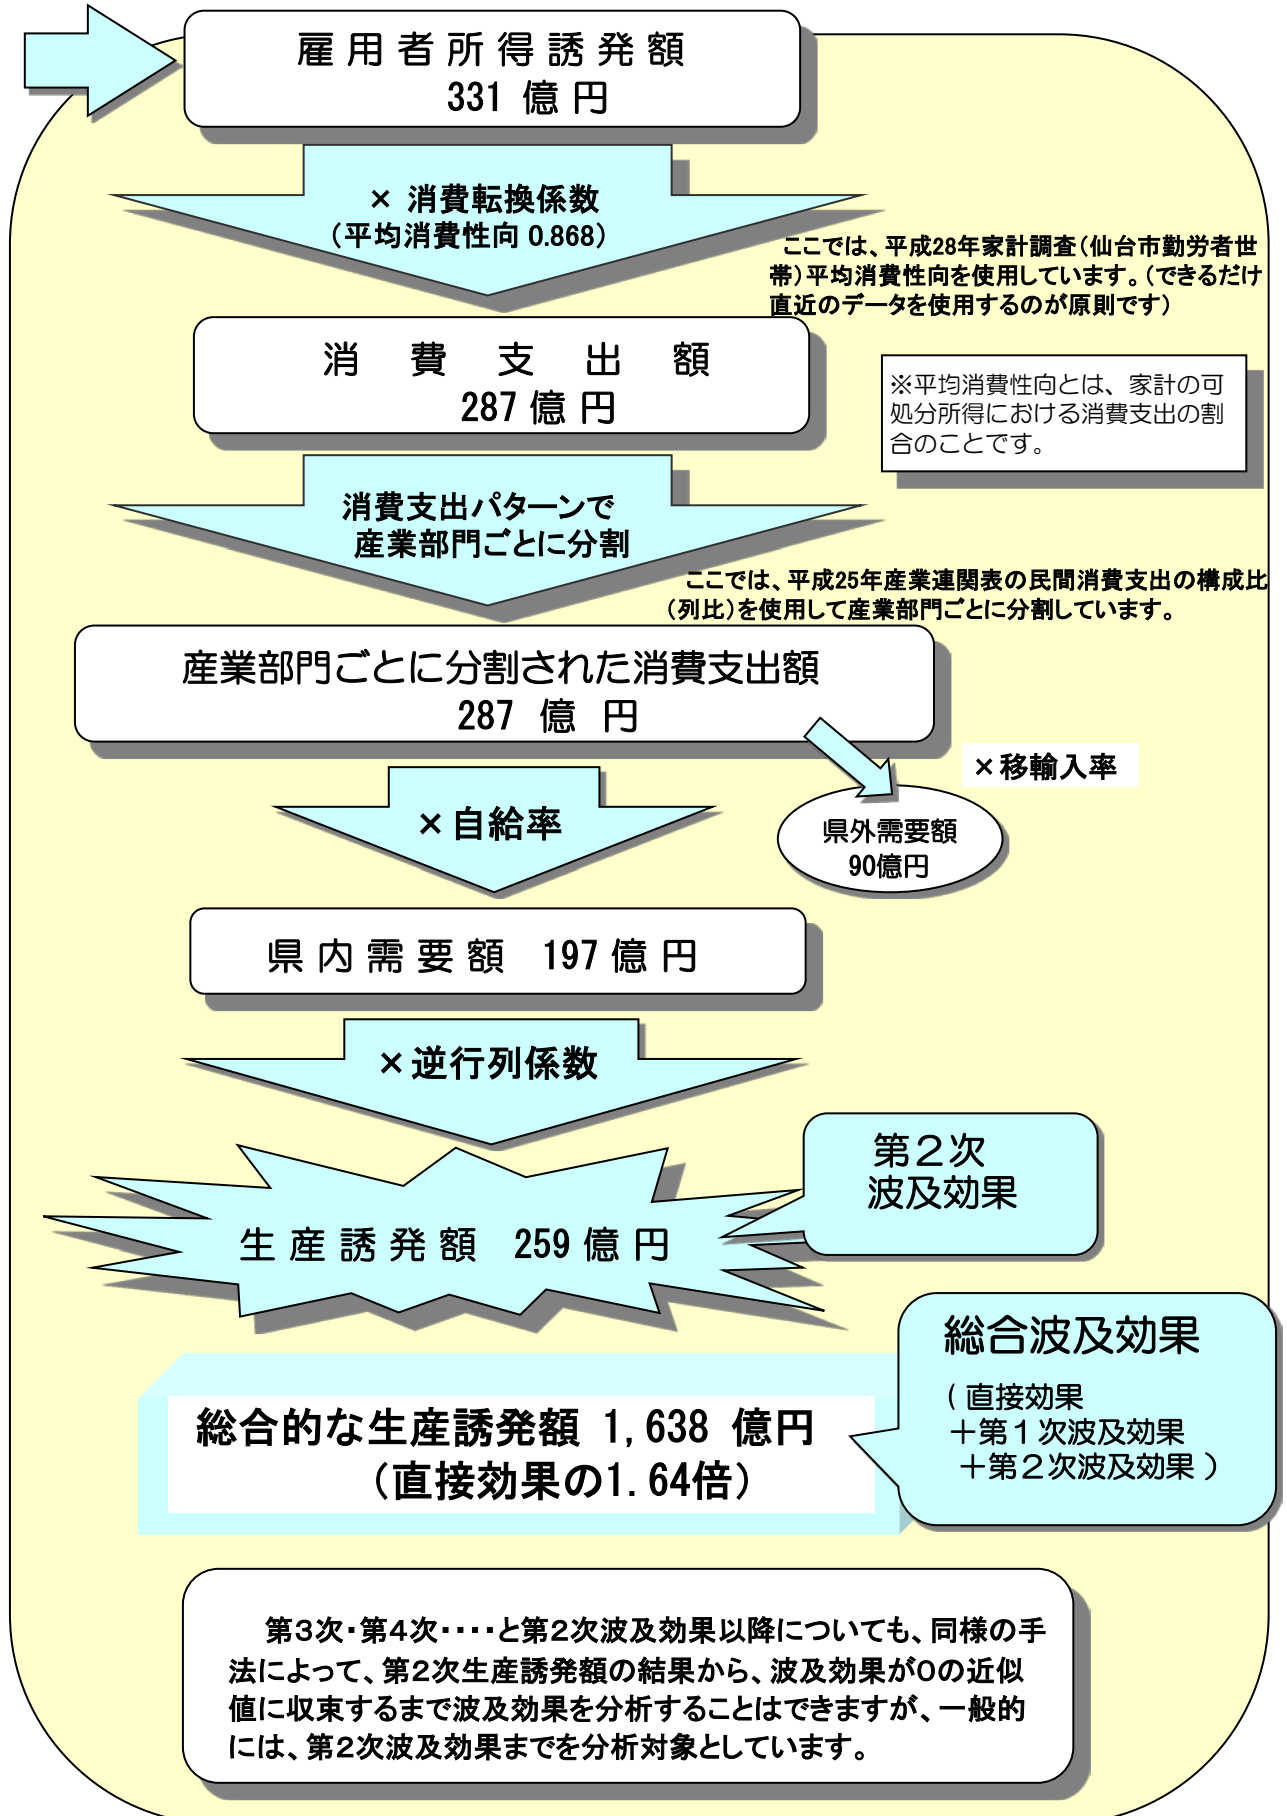 雇用者所得誘発額
331 億円
× 消費転換係数
（平均消費性向 0.868）
ここでは、平成28年家計調査（仙台市勤労者世
帯）平均消費性向を使用しています。（できるだけ
直近のデータを使用するのが原則です）
消費支出額
287 億円
※平均消費性向とは、家計の可
処分所得における消費支出の割
合のことです。
消費支出パターンで
産業部門ごとに分割
ここでは、平成25年産業連関表の民間消費支出の構成比
（列比）を使用して産業部門ごとに分割しています。
産業部門ごとに分割された消費支出額
287 億円
×移輸入率
×自給率
県外需要額
90億円
県内需要額 197 億円
×逆行列係数
第２次
波及効果
生産誘発額 259 億円
総合波及効果
（直接効果
＋第１次波及効果
＋第２次波及効果）
総合的な生産誘発額 1,638 億円
（直接効果の1.64倍）
第３次・第４次・・・・と第２次波及効果以降についても、同様の手
法によって、第２次生産誘発額の結果から、波及効果が０の近似
値に収束するまで波及効果を分析することはできますが、一般的
には、第２次波及効果までを分析対象としています。